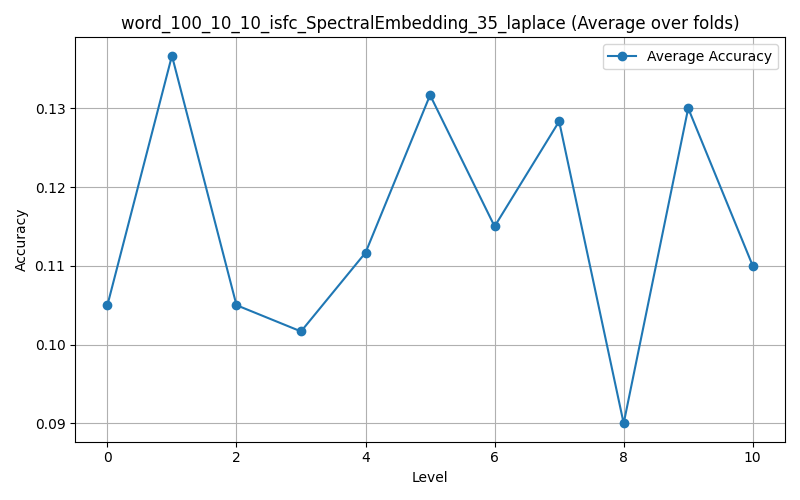 word_100_10_10_isfc_SpectralEmbedding_35_laplace (Average over folds)
Average Accuracy
Accuracy
0.13
0.12
0.11
0.10
0.09
0 2 4 6 8 10
Level